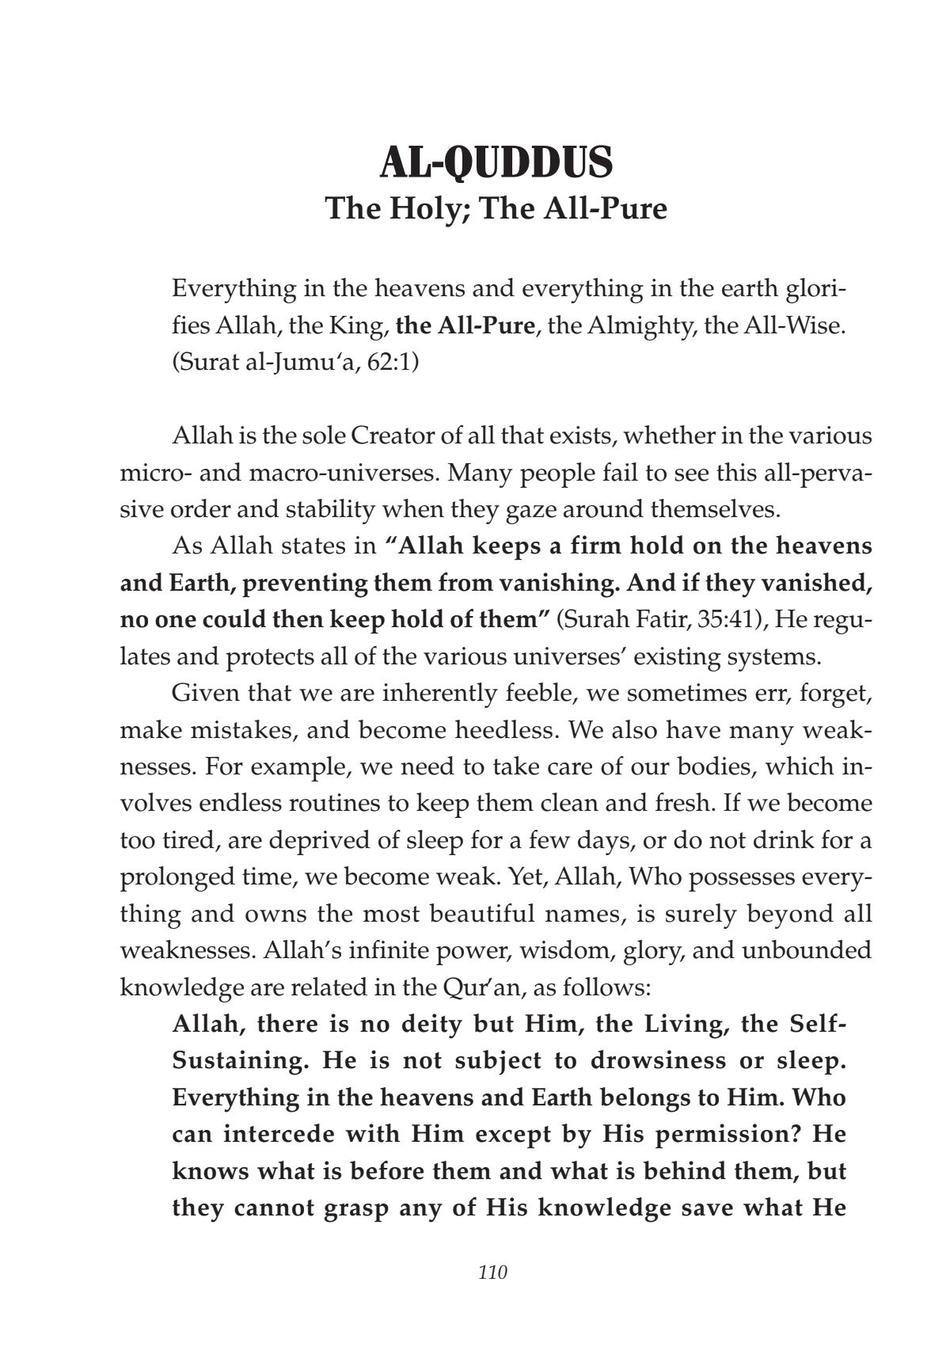 AL-QUDDUS
The Holy; The All-Pure
Everything in the heavens and everything in the earth glori-
fies Allah, the King, the All-Pure, the Almighty, the All-Wise.
(Surat al-Jumu‘a, 62:1)
Allah is the sole Creator of all that exists, whether in the various
micro- and macro-universes. Many people fail to see this all-perva-
sive order and stability when they gaze around themselves.
As Allah states in “Allah keeps a firm hold on the heavens
and Earth, preventing them from vanishing. And if they vanished,
no one could then keep hold of them” (Surah Fatir, 35:41), He regu-
lates and protects all of the various universes’ existing systems.
Given that we are inherently feeble, we sometimes err, forget,
make mistakes, and become heedless. We also have many weak-
nesses. For example, we need to take care of our bodies, which in-
volves endless routines to keep them clean and fresh. If we become
too tired, are deprived of sleep for a few days, or do not drink for a
prolonged time, we become weak. Yet, Allah, Who possesses every-
thing and owns the most beautiful names, is surely beyond all
weaknesses. Allah’s infinite power, wisdom, glory, and unbounded
knowledge are related in the Qur’an, as follows:
Allah, there is no deity but Him, the Living, the Self-
Sustaining. He is not subject to drowsiness or sleep.
Everything in the heavens and Earth belongs to Him. Who
can intercede with Him except by His permission? He
knows what is before them and what is behind them, but
they cannot grasp any of His knowledge save what He
110